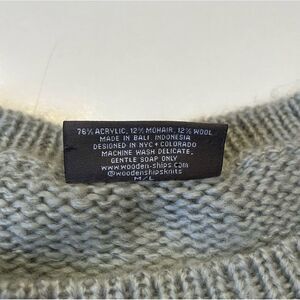 76% ACRYLIC, 12% MOHAIR, 12% WOOL
MADE IN BALI, INDONESIA
DESIGNED IN NYC + COLORADO
MACHINE WASH DELICATE,
GENTLE SOAP ONLY
www.wooden-ships.com
@woodenshipsknits
M/L